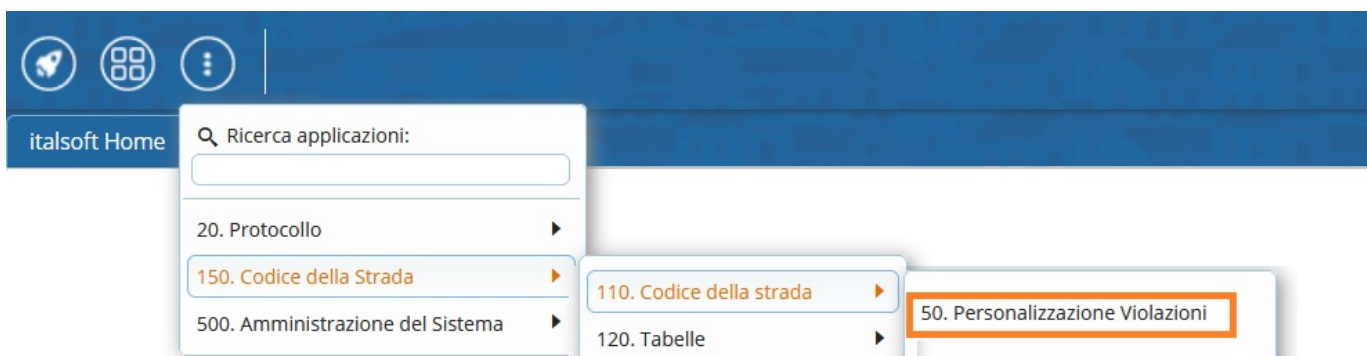 italsoft Home
Ricerca applicazioni:
20. Protocollo
150. Codice della Strada
500. Amministrazione del Sistema
110. Codice della strada
120. Tabelle
50. Personalizzazione Violazioni